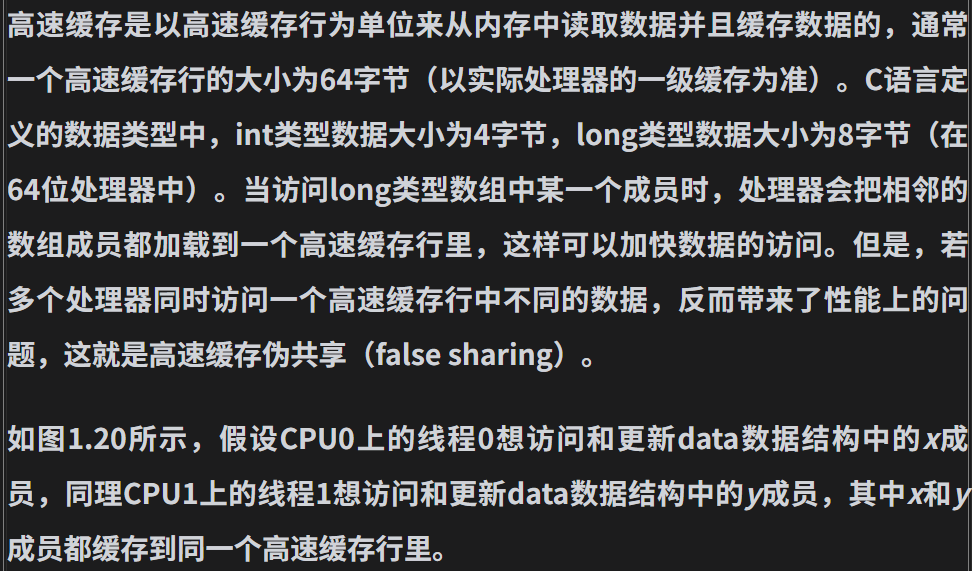 高速缓存是以高速缓存行为单位来从内存中读取数据并且缓存数据的，通常
一个高速缓存行的大小为64字节（以实际处理器的一级缓存为准）。C语言定
义的数据类型中，int类型数据大小为4字节，long类型数据大小为8字节（在
64位处理器中）。当访问long类型数组中某一个成员时，处理器会把相邻的
数组成员都加载到一个高速缓存行里，这样可以加快数据的访问。但是，若
多个处理器同时访问一个高速缓存行中不同的数据，反而带来了性能上的问
题，这就是高速缓存伪共享（false sharing）。
如图1.20所示，假设CPU0上的线程0想访问和更新data数据结构中的x成
员，同理CPU1上的线程1想访问和更新data数据结构中的y成员，其中x和y
成员都缓存到同一个高速缓存行里。